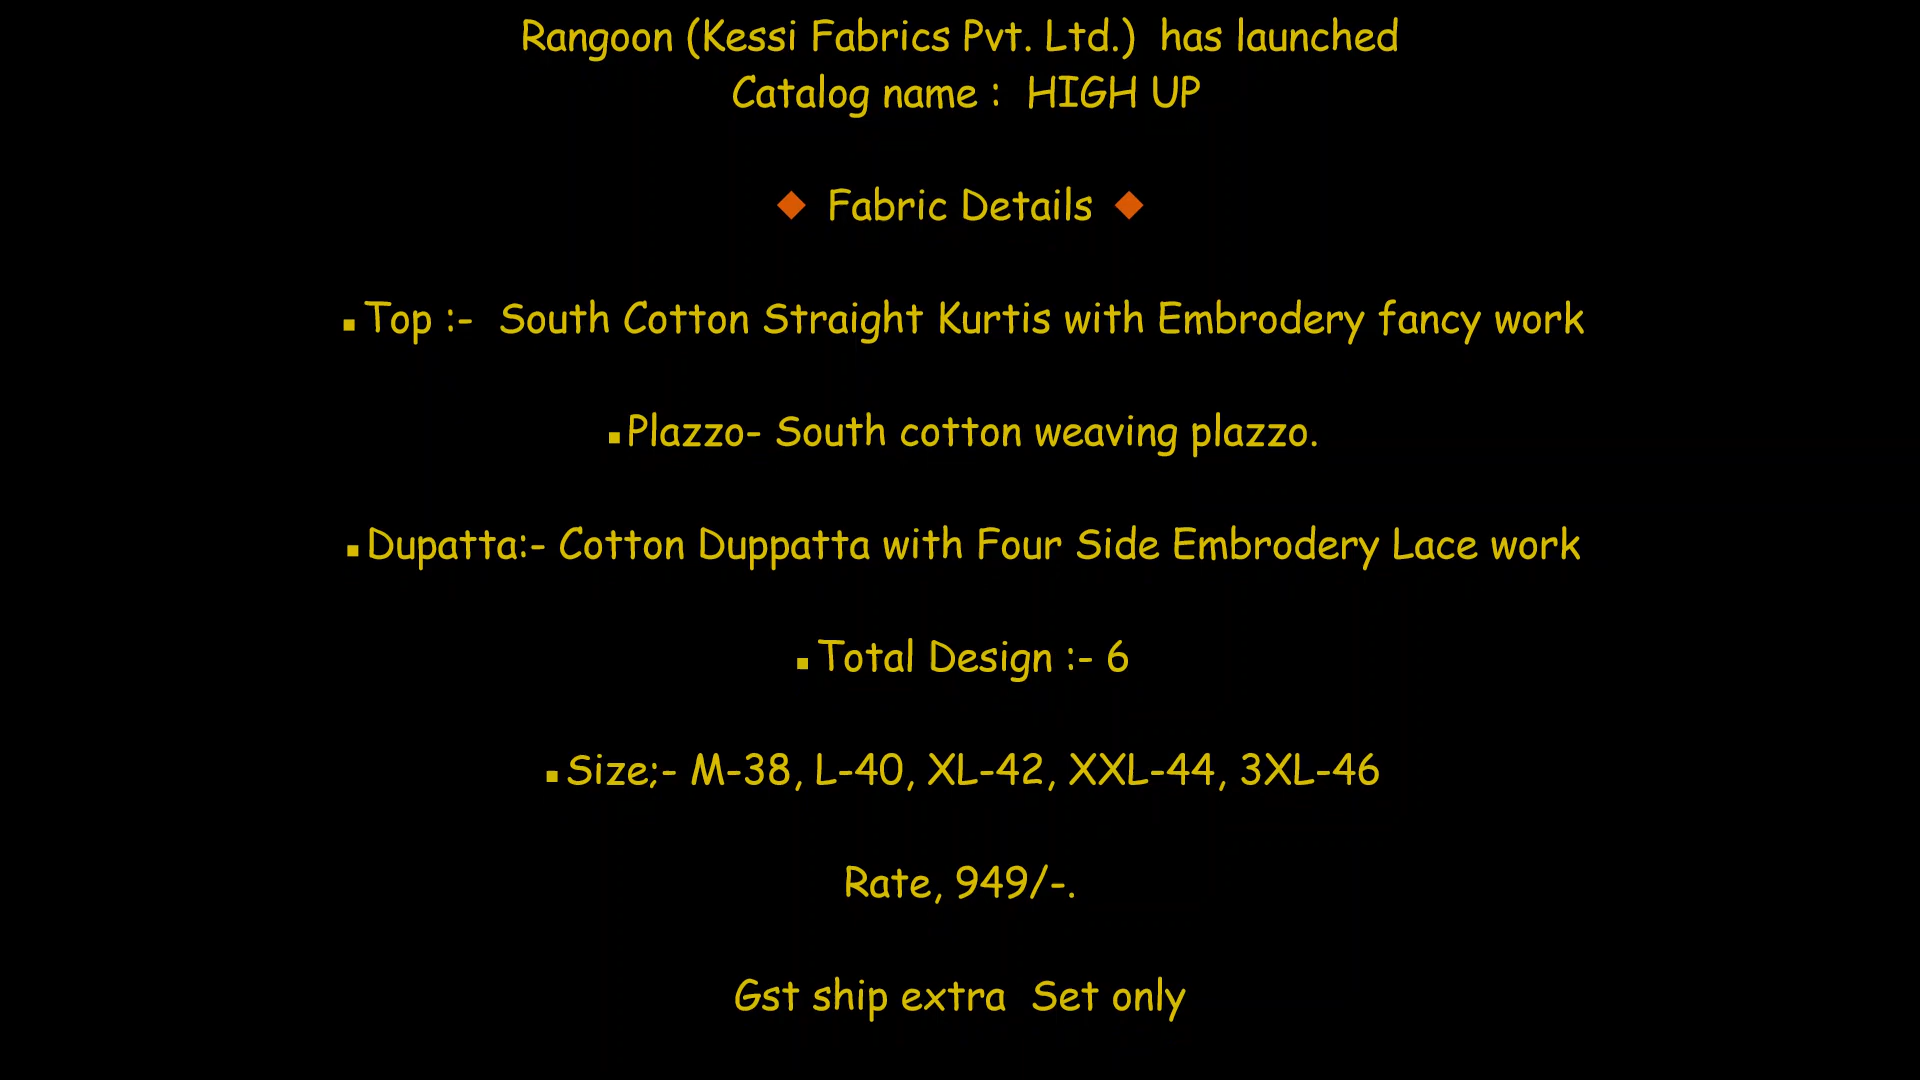 Rangoon (Kessi Fabrics Pvt. Ltd.)  has launched
Catalog name :  HIGH UP
🔸 Fabric Details 🔸
▪Top :-  South Cotton Straight Kurtis with Embrodery fancy work
▪Plazzo- South cotton weaving plazzo.
▪Dupatta:- Cotton Duppatta with Four Side Embrodery Lace work
▪Total Design :- 6
▪Size;- M-38, L-40, XL-42, XXL-44, 3XL-46
Rate, 949/-.
Gst ship extra  Set only